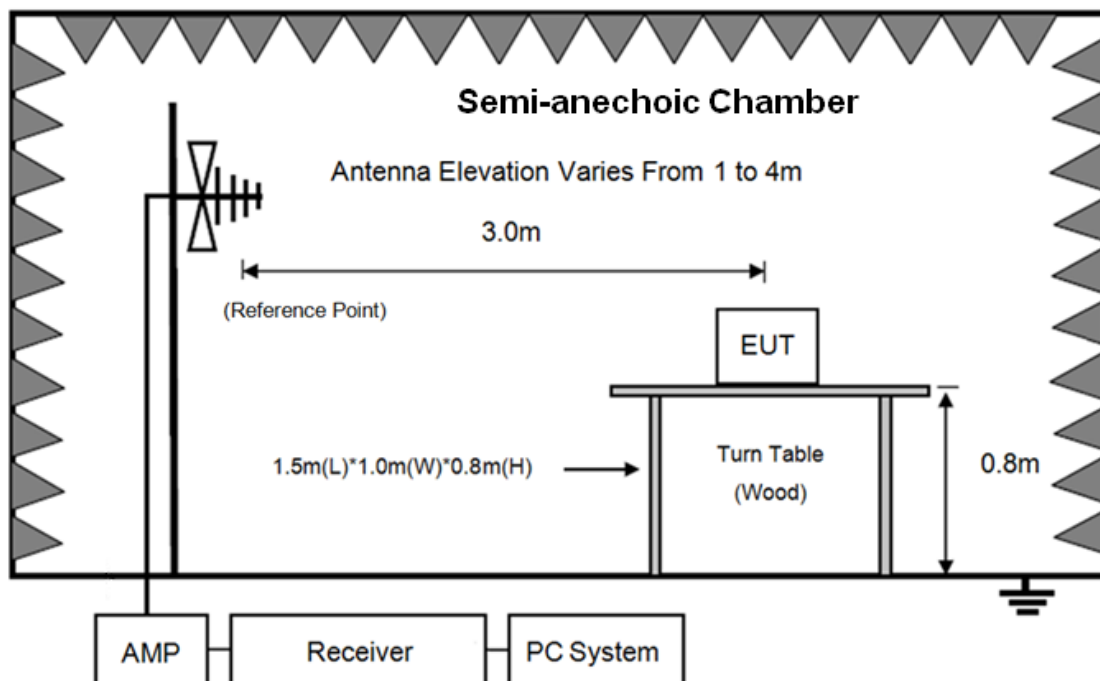 Semi-anechoic Chamber
Antenna Elevation Varies From 1 to 4m
3.0m
(Reference Point)
EUT
1.5m(L)*1.0m(W)*0.8m(H)
Turn Table
(Wood)
0.8m
AMP
Receiver
PC System